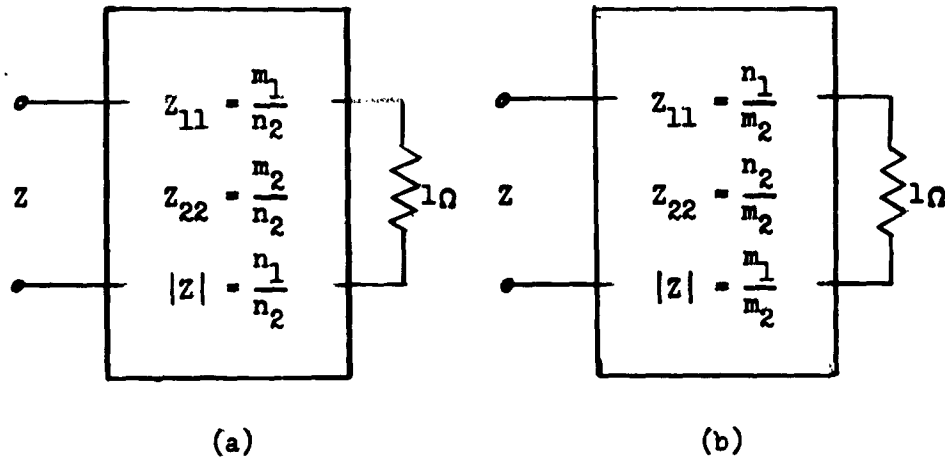 Z₁₁ = m₁/n₂
Z Z₂₂ = m₂/n₂ 1Ω
|Z| = n₁/n₂
(a)
Z₁₁ = n₁/m₂
Z Z₂₂ = n₂/m₂ 1Ω
|Z| = m₁/m₂
(b)